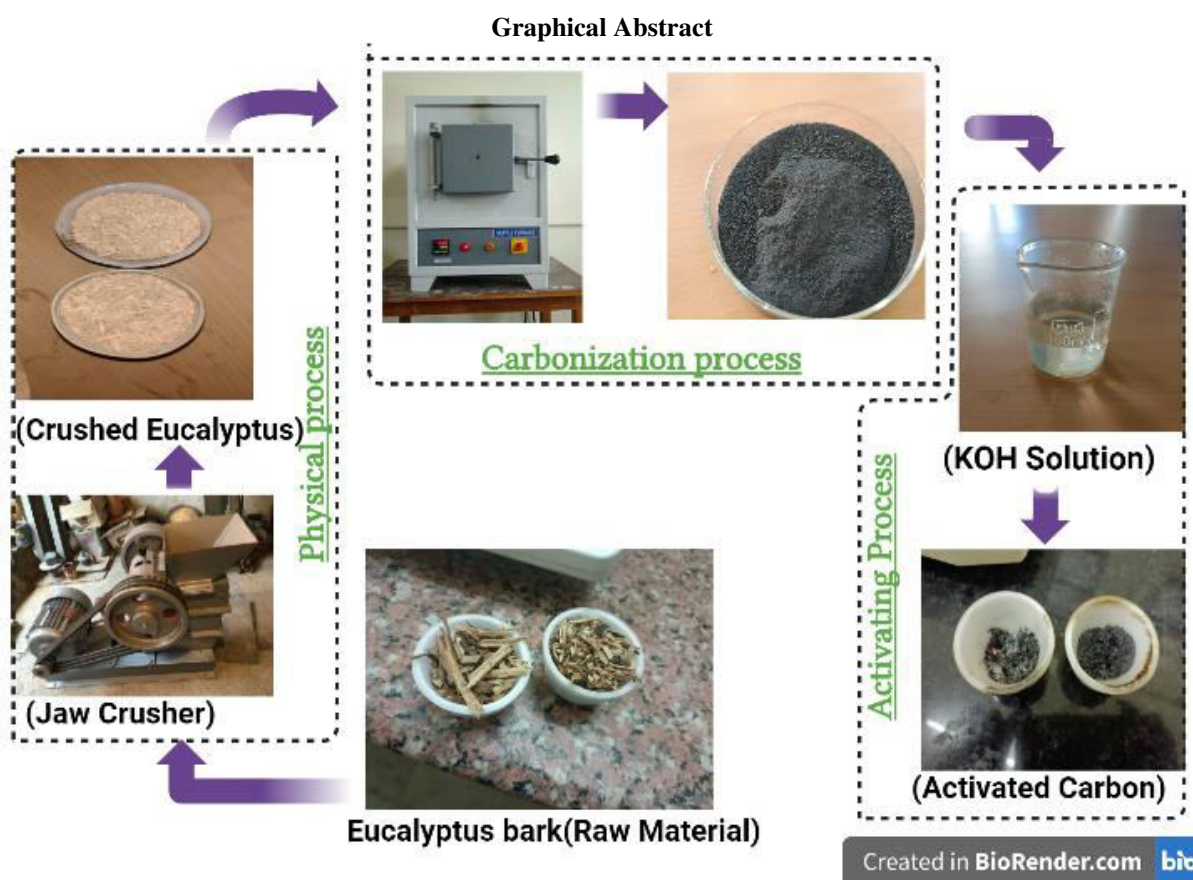 Graphical Abstract
Carbonization process
(Crushed Eucalyptus)
Physical process
(Jaw Crusher)
Eucalyptus bark(Raw Material)
(KOH Solution)
Activating Process
(Activated Carbon)
Created in BioRender.com bio